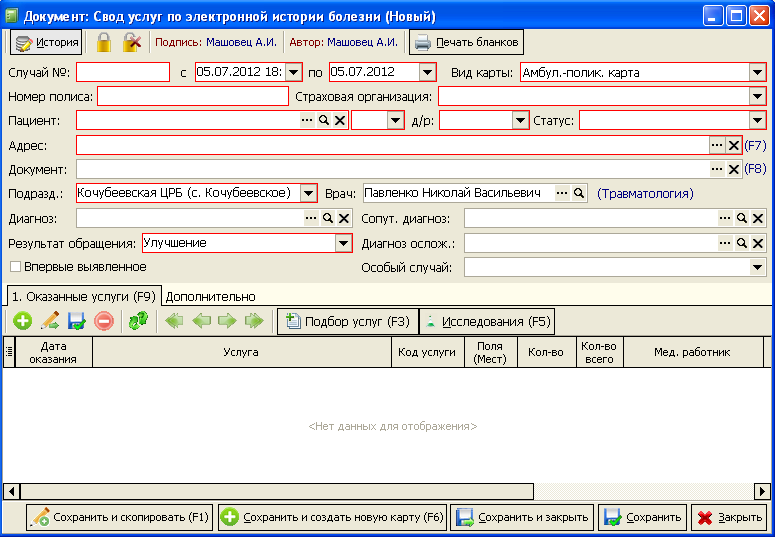 Документ: Свод услуг по электронной истории болезни (Новый)
История Подпись: Машовец А.И. Автор: Машовец А.И. Печать бланков
Случай №: с 05.07.2012 18: по 05.07.2012 Вид карты: Амбул.-полик. карта
Номер полиса: Страховая организация:
Пациент: д/р: Статус:
Адрес: (F7)
Документ: (F8)
Подразд.: Кочубеевская ЦРБ (с. Кочубеевское) Врач: Павленко Николай Васильевич (Травматология)
Диагноз: Сопут. диагноз:
Результат обращения: Улучшение Диагноз ослож.:
Впервые выявленное Особый случай:
1. Оказанные услуги (F9) Дополнительно
Подбор услуг (F3) Исследования (F5)
Дата оказания Услуга Код услуги Поля (Мест) Кол-во Кол-во всего Мед. работник
<Нет данных для отображения>
Сохранить и скопировать (F1) Сохранить и создать новую карту (F6) Сохранить и закрыть Сохранить Закрыть